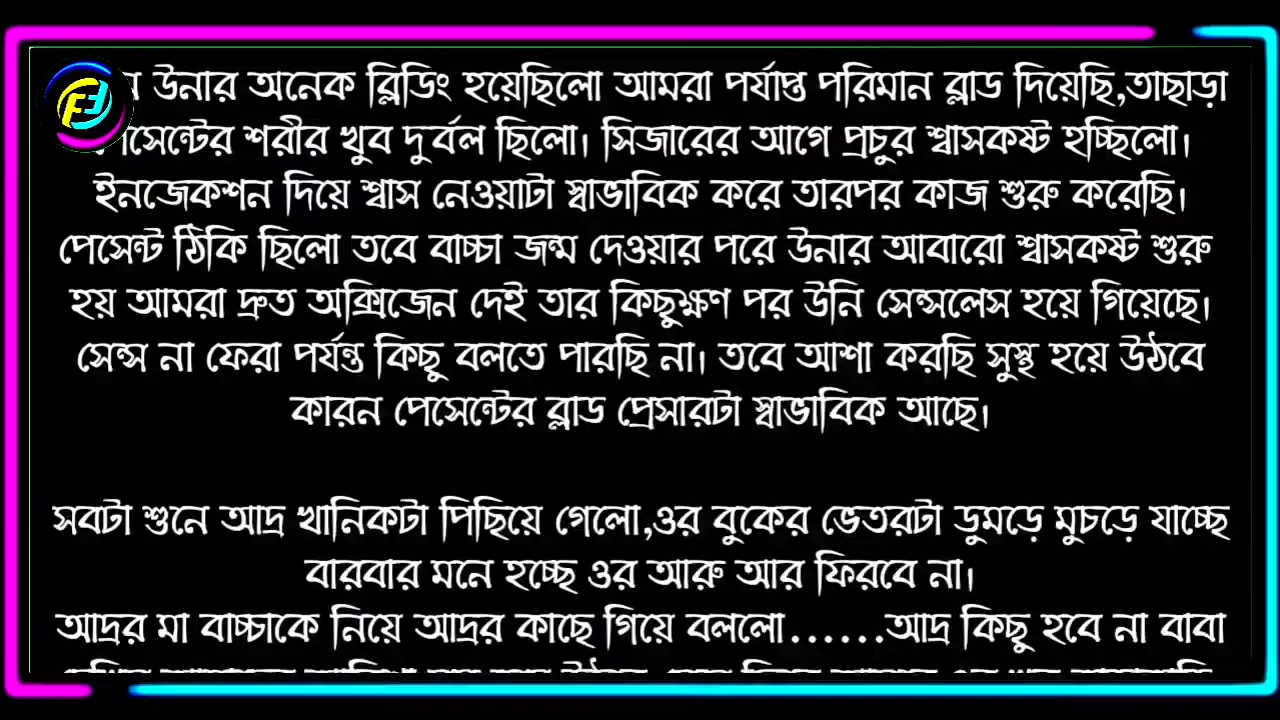 উনার অনেক ব্লিডিং হয়েছিলো আমরা পর্যাপ্ত পরিমান ব্লাড দিয়েছি,তাছাড়া
শরীর খুব দুর্বল ছিলো। সিজারের আগে প্রচুর শ্বাসকষ্ট হচ্ছিলো।
ইনজেকশন দিয়ে শ্বাস নেওয়াটা স্বাভাবিক করে তারপর কাজ শুরু করেছি।
পেসেন্ট ঠিকি ছিলো তবে বাচ্চা জন্ম দেওয়ার পরে উনার আবারো শ্বাসকষ্ট শুরু
হয় আমরা দ্রুত অক্সিজেন দেই তার কিছুক্ষণ পর উনি সেন্সলেস হয়ে গিয়েছে।
সেন্স না ফেরা পর্যন্ত কিছু বলতে পারছি না। তবে আশা করছি সুস্থ হয়ে উঠবে
কারন পেসেন্টের ব্লাড প্রেসারটা স্বাভাবিক আছে।
সবটা শুনে আদ্র খানিকটা পিছিয়ে গেলো,ওর বুকের ভেতরটা ডুমড়ে মুচড়ে যাচ্ছে
বারবার মনে হচ্ছে ওর আরু আর ফিরবে না।
আদ্রর মা বাচ্চাকে নিয়ে আদ্রর কাছে গিয়ে বললো......আদ্র কিছু হবে না বাবা